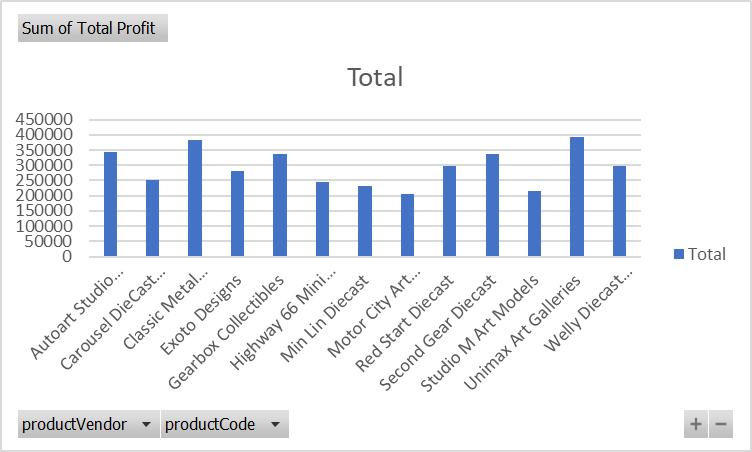 Sum of Total Profit
Total
450000
400000
350000
300000
250000
200000
150000
100000
50000
0
Autoart Studio...
Carousel DieCast...
Classic Metal...
Exoto Designs
Gearbox Collectibles
Highway 66 Mini...
Min Lin Diecast
Motor City Art...
Red Start Diecast
Second Gear Diecast
Studio M Art Models
Unimax Art Galleries
Welly Diecast...
Total
productVendor
productCode
+ −